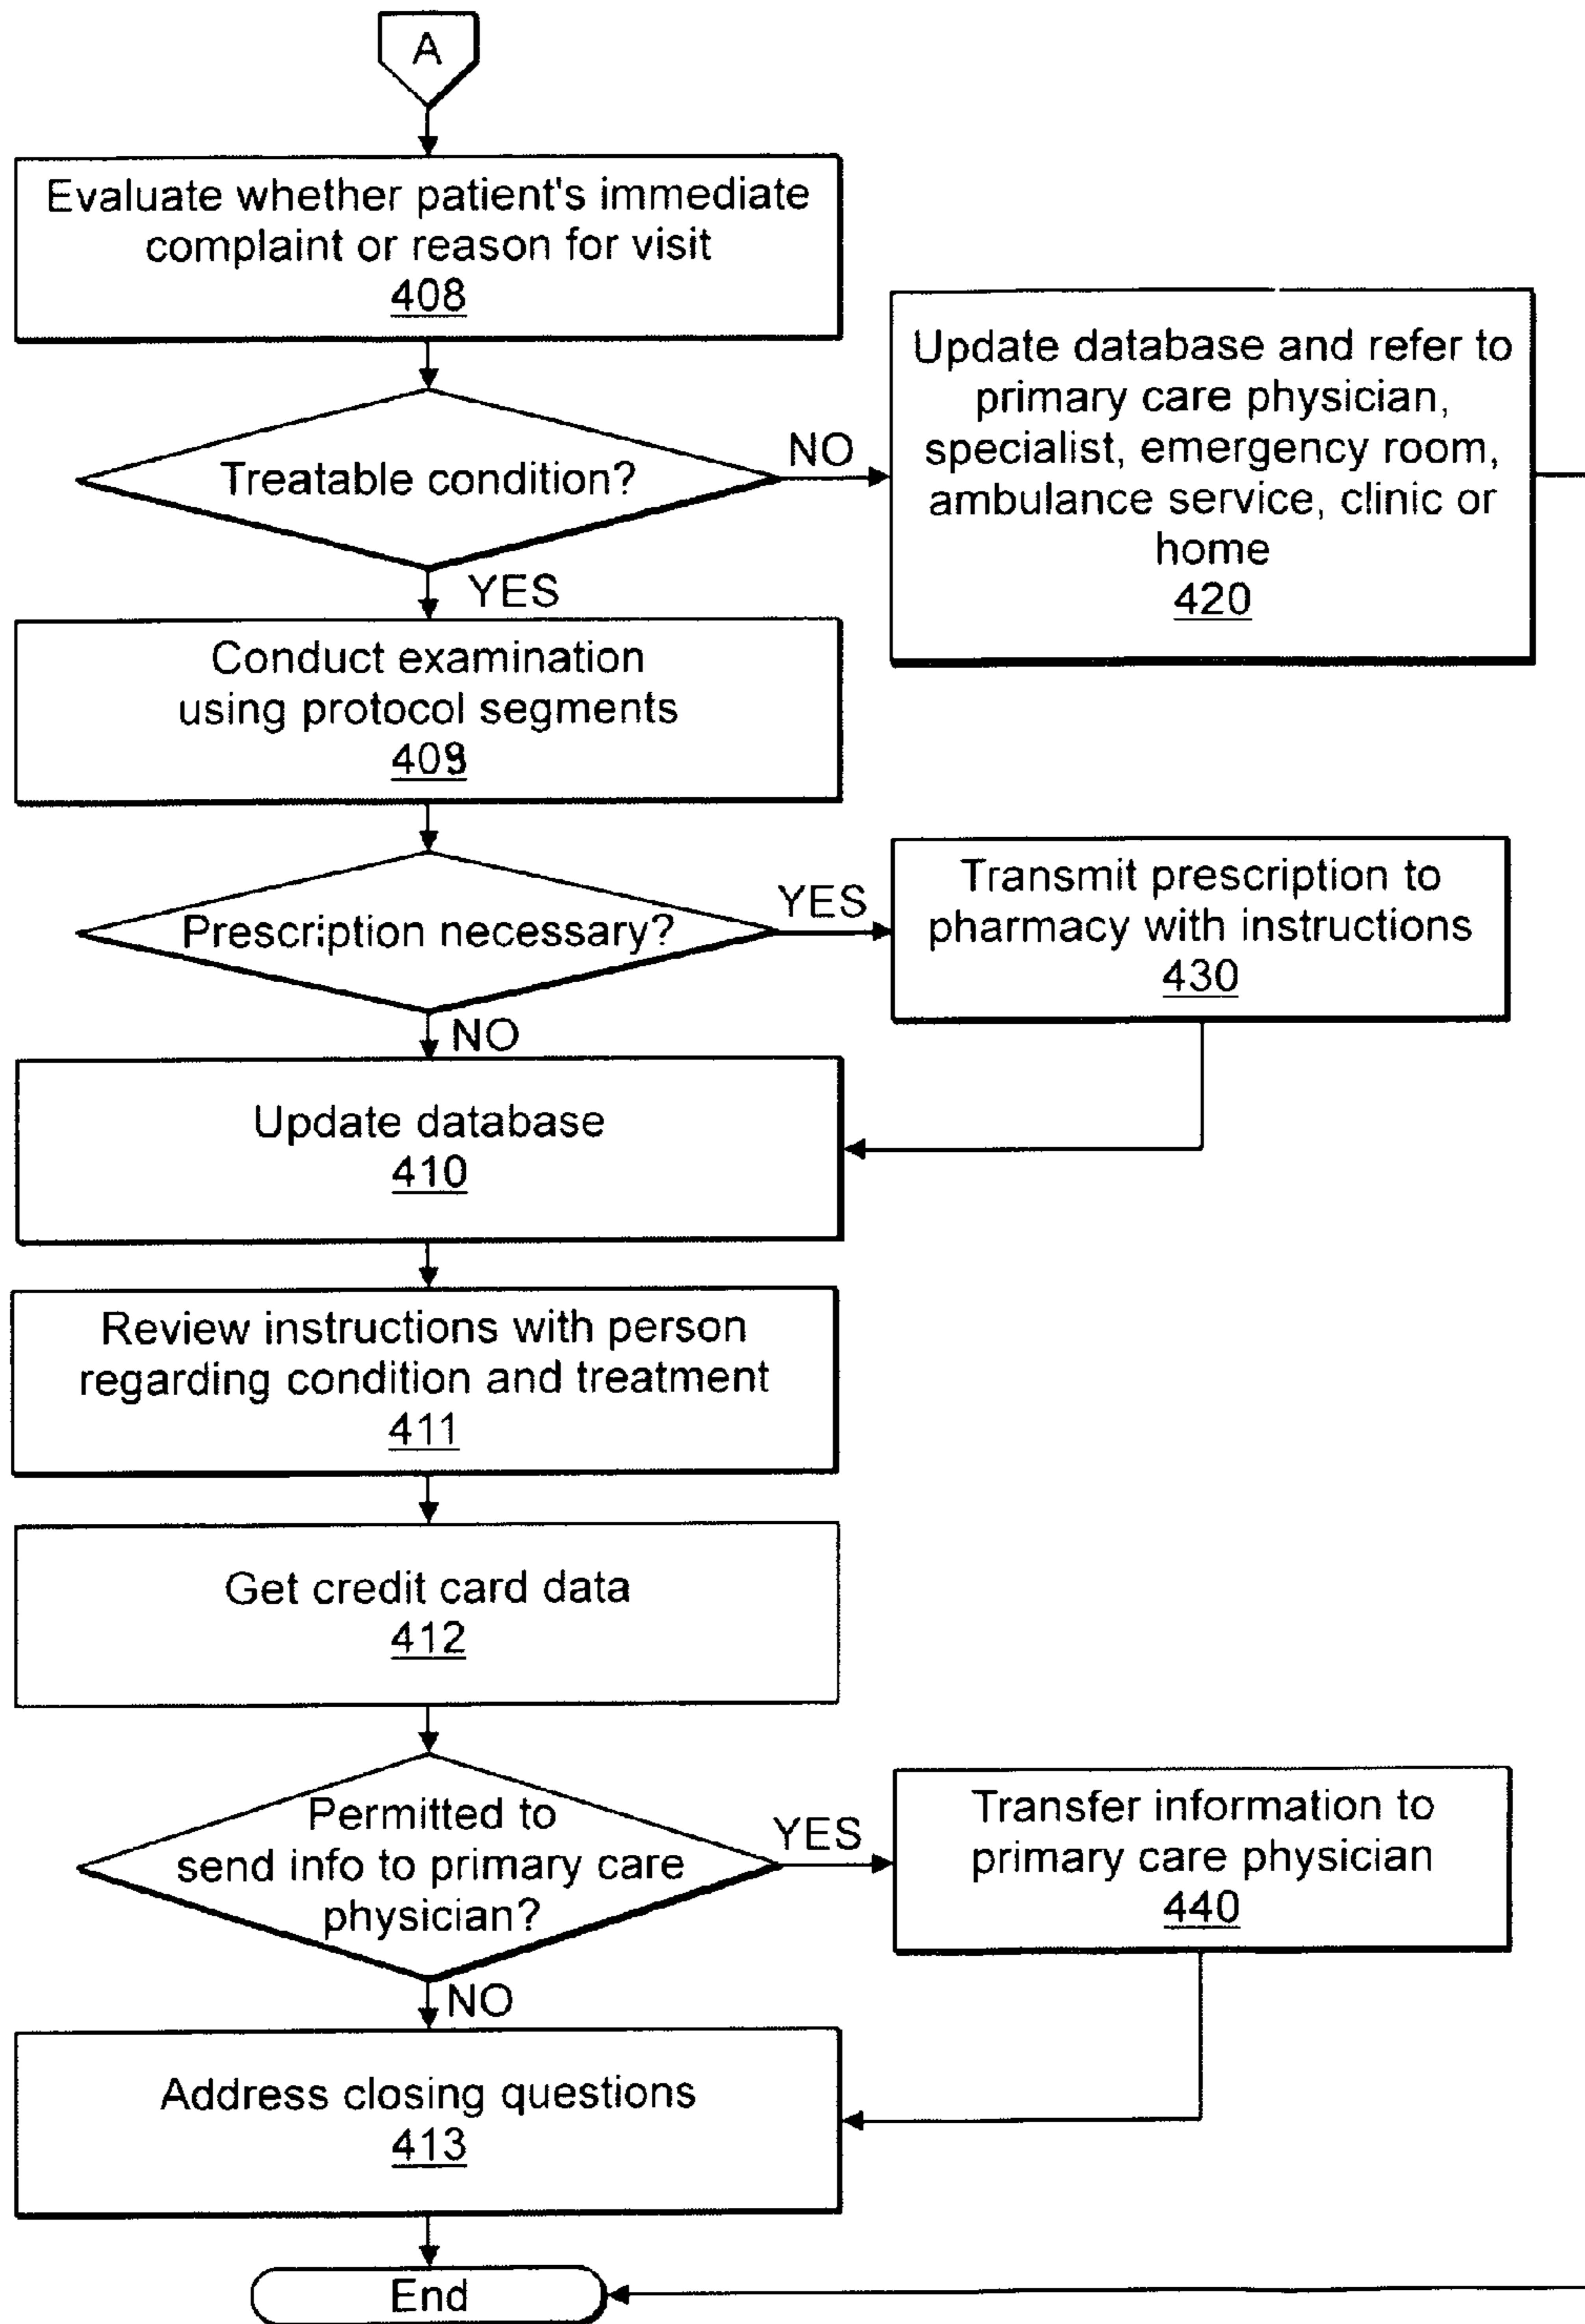 A
Evaluate whether patient's immediate
complaint or reason for visit
408
Treatable condition?
NO
Update database and refer to
primary care physician,
specialist, emergency room,
ambulance service, clinic or
home
420
YES
Conduct examination
using protocol segments
409
Prescription necessary?
YES
Transmit prescription to
pharmacy with instructions
430
NO
Update database
410
Review instructions with person
regarding condition and treatment
411
Get credit card data
412
Permitted to
send info to primary care
physician?
YES
Transfer information to
primary care physician
440
NO
Address closing questions
413
End